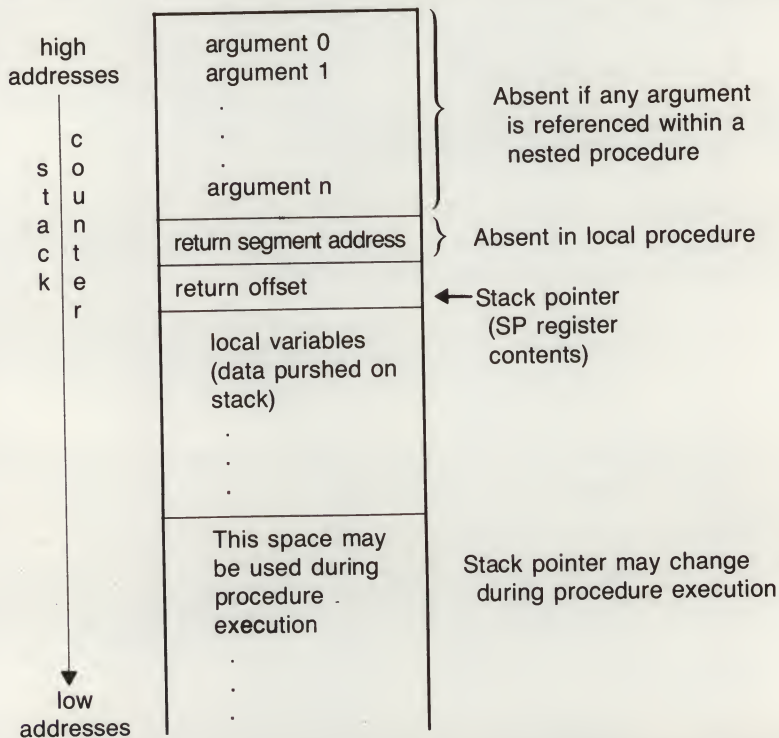 high
addresses
stack
counter
low
addresses
argument 0
argument 1
.
.
.
argument n
return segment address
return offset
local variables
(data purshed on
stack)
.
.
.
This space may
be used during
procedure
execution
.
.
.
Absent if any argument
is referenced within a
nested procedure
Absent in local procedure
Stack pointer
(SP register
contents)
Stack pointer may change
during procedure execution